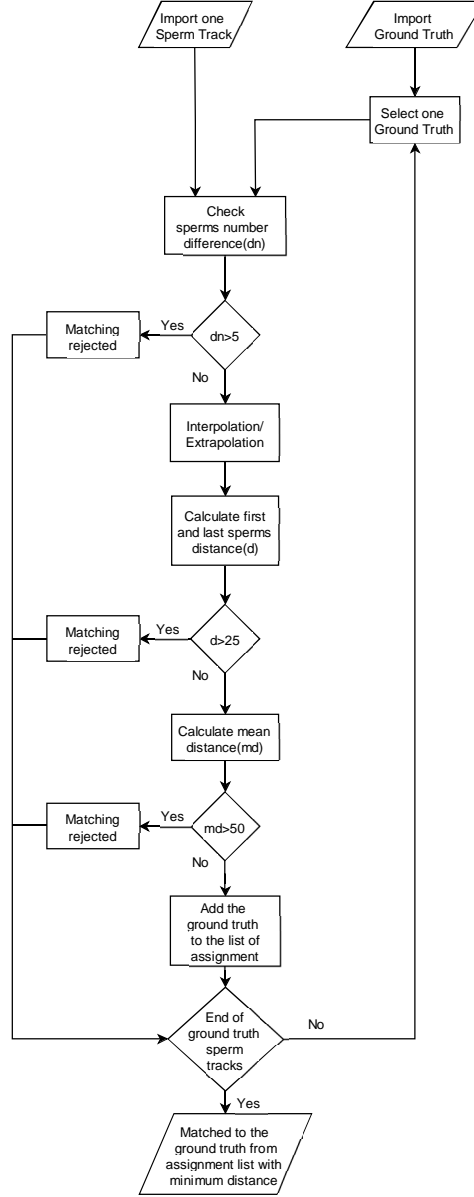 Import one
Sperm Track
Import
Ground Truth
Select one
Ground Truth
Check
sperms number
difference(dn)
dn>5
Yes
Matching
rejected
No
Interpolation/
Extrapolation
Calculate first
and last sperms
distance(d)
d>25
Yes
Matching
rejected
No
Calculate mean
distance(md)
md>50
Yes
Matching
rejected
No
Add the
ground truth
to the list of
assignment
End of
ground truth
sperm
tracks
No
Yes
Matched to the
ground truth from
assignment list with
minimum distance